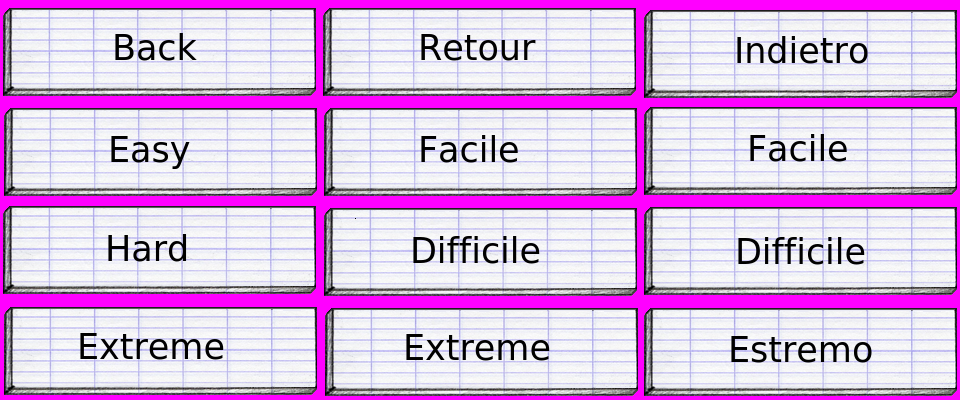 Back
Retour
Indietro
Easy
Facile
Facile
Hard
Difficile
Difficile
Extreme
Extreme
Estremo